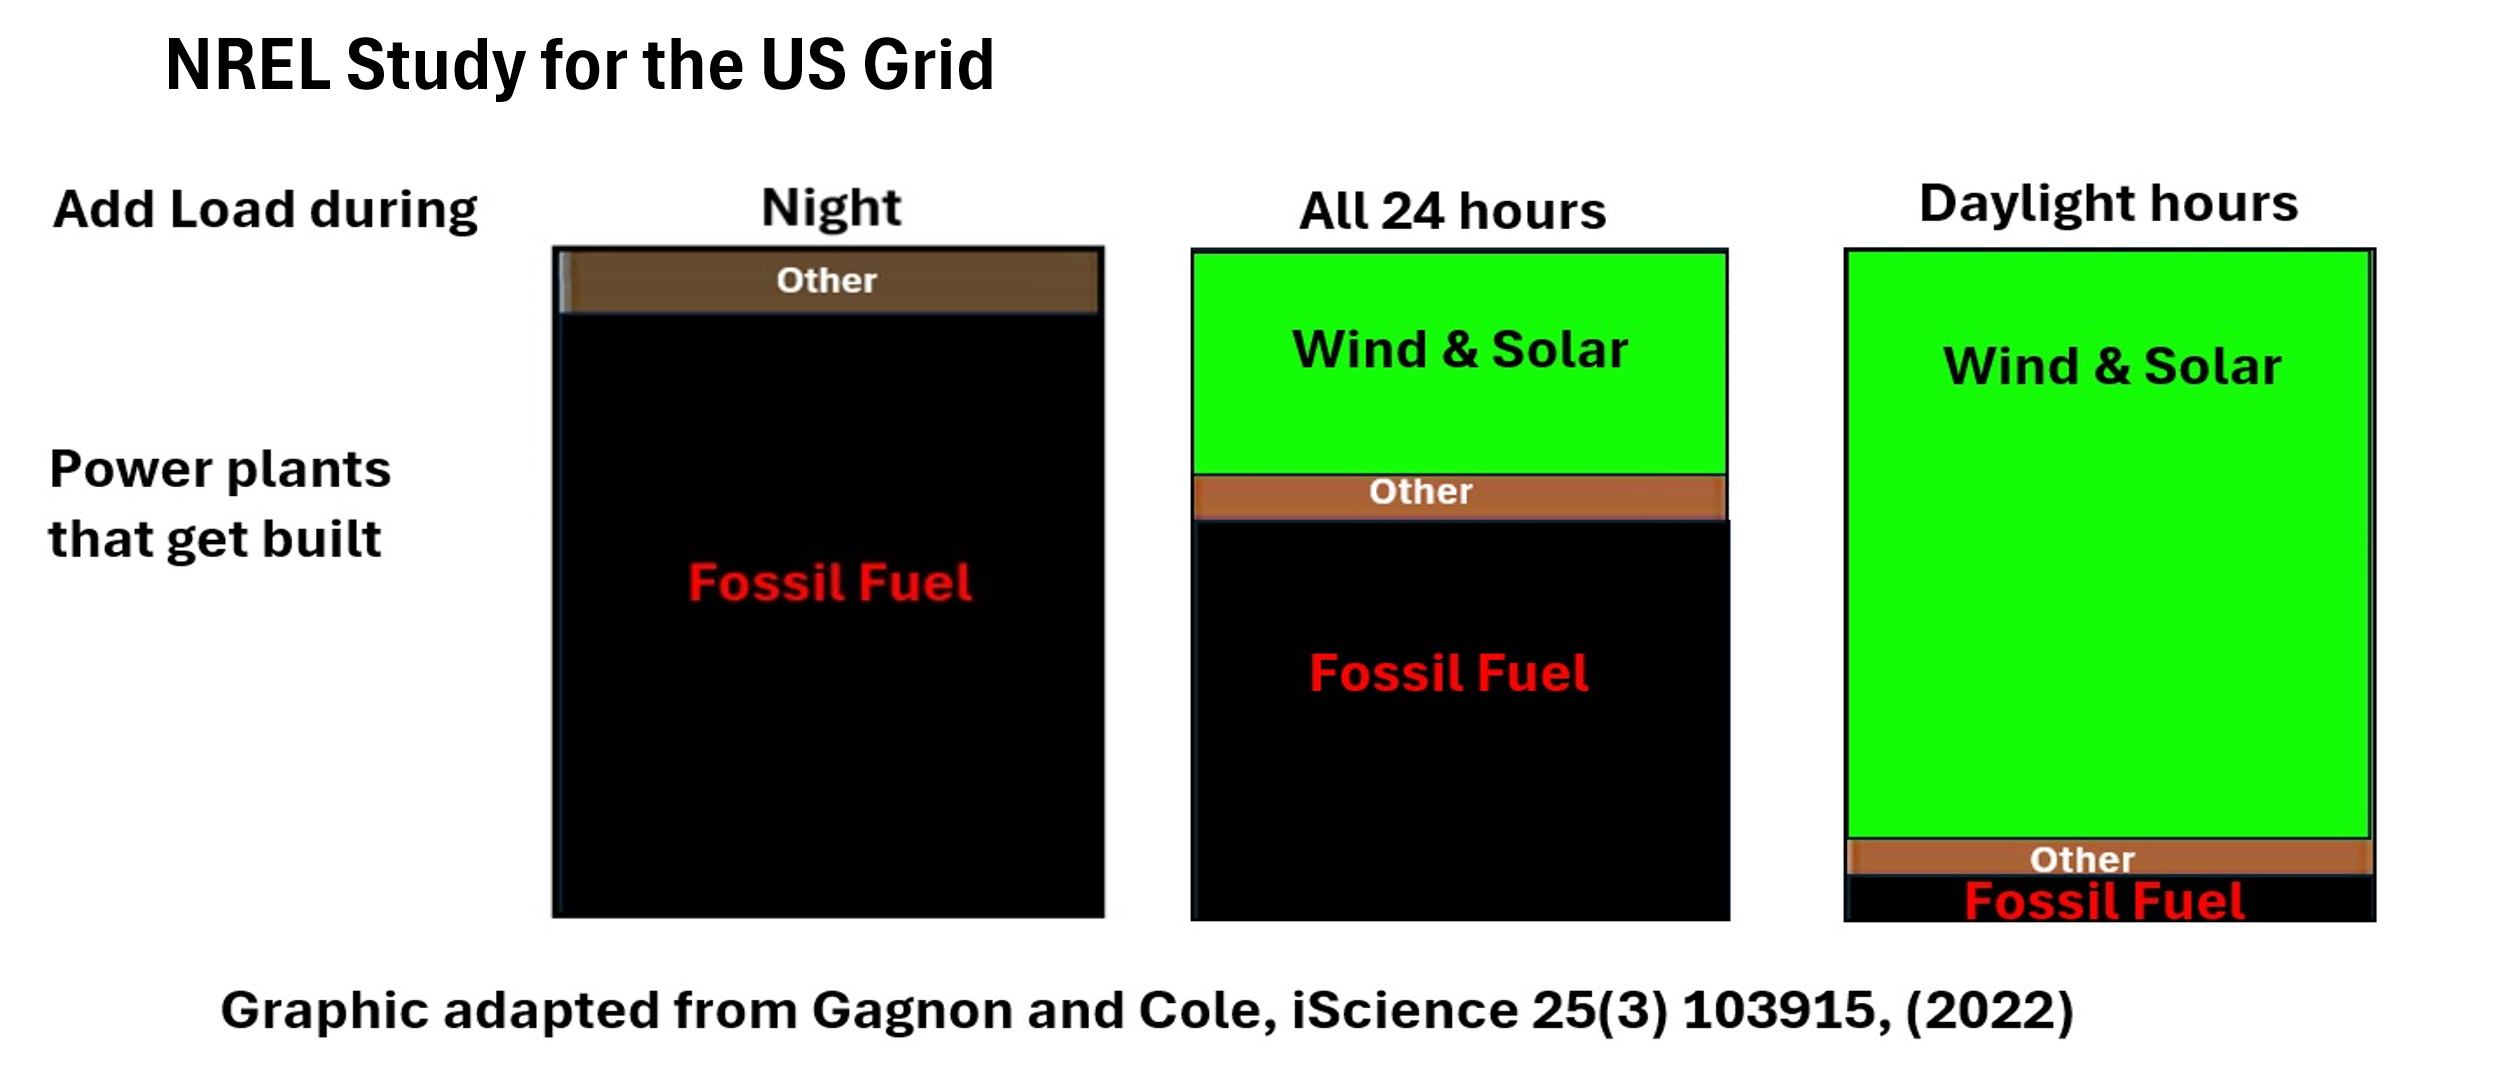 NREL Study for the US Grid
Add Load during
Night
All 24 hours
Daylight hours
Other
Fossil Fuel
Wind & Solar
Other
Fossil Fuel
Wind & Solar
Other
Fossil Fuel
Power plants
that get built
Graphic adapted from Gagnon and Cole, iScience 25(3) 103915, (2022)